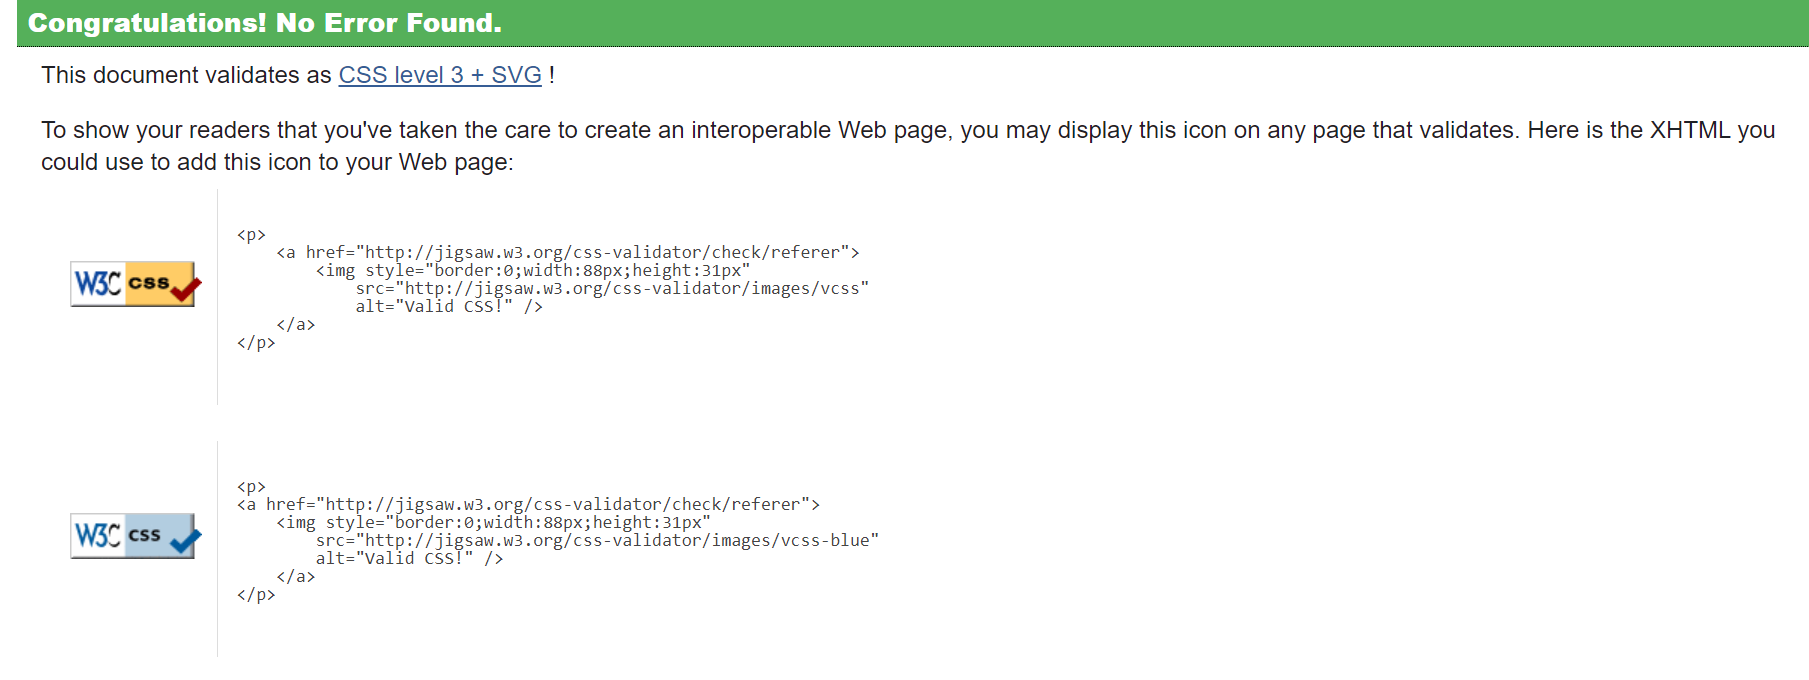 Congratulations! No Error Found.
This document validates as CSS level 3 + SVG !
To show your readers that you've taken the care to create an interoperable Web page, you may display this icon on any page that validates. Here is the XHTML you
could use to add this icon to your Web page:
W3C css
<p>
    <a href="http://jigsaw.w3.org/css-validator/check/referer">
        <img style="border:0;width:88px;height:31px"
            src="http://jigsaw.w3.org/css-validator/images/vcss"
            alt="Valid CSS!" />
    </a>
</p>
W3C css
<p>
<a href="http://jigsaw.w3.org/css-validator/check/referer">
    <img style="border:0;width:88px;height:31px"
        src="http://jigsaw.w3.org/css-validator/images/vcss-blue"
        alt="Valid CSS!" />
    </a>
</p>